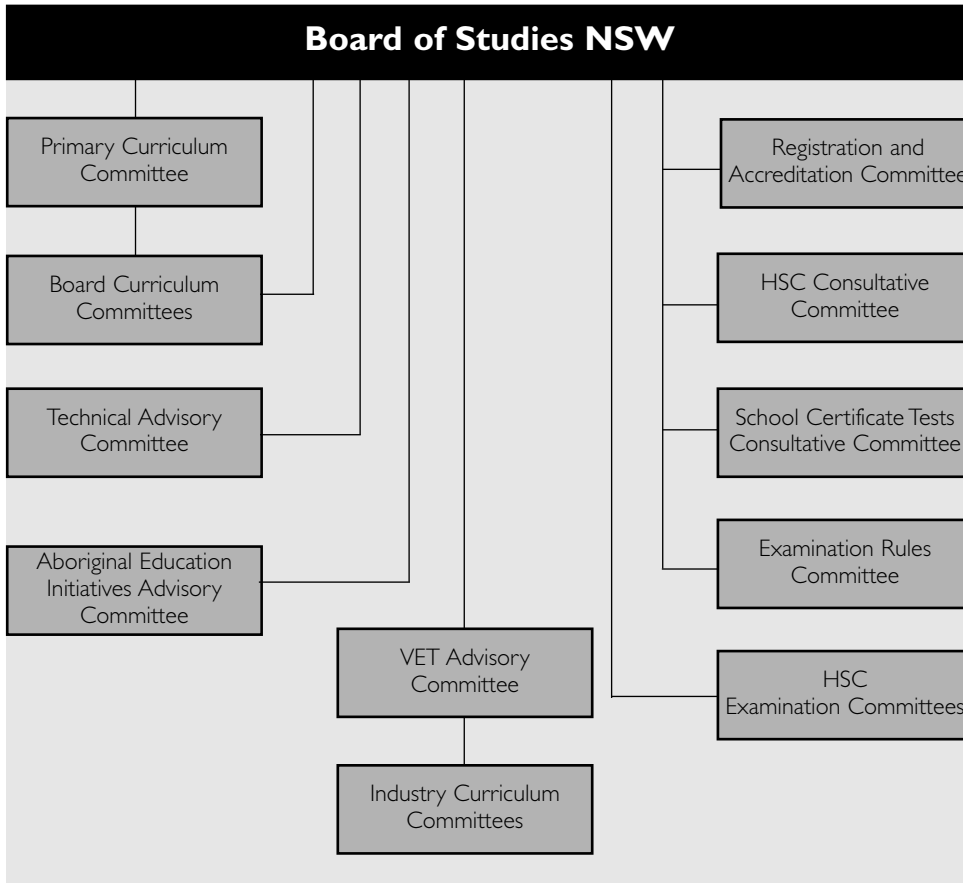 Board of Studies NSW
Primary Curriculum
Committee
Board Curriculum
Committees
Technical Advisory
Committee
Aboriginal Education
Initiatives Advisory
Committee
VET Advisory
Committee
Industry Curriculum
Committees
Registration and
Accreditation Committee
HSC Consultative
Committee
School Certificate Tests
Consultative Committee
Examination Rules
Committee
HSC
Examination Committees